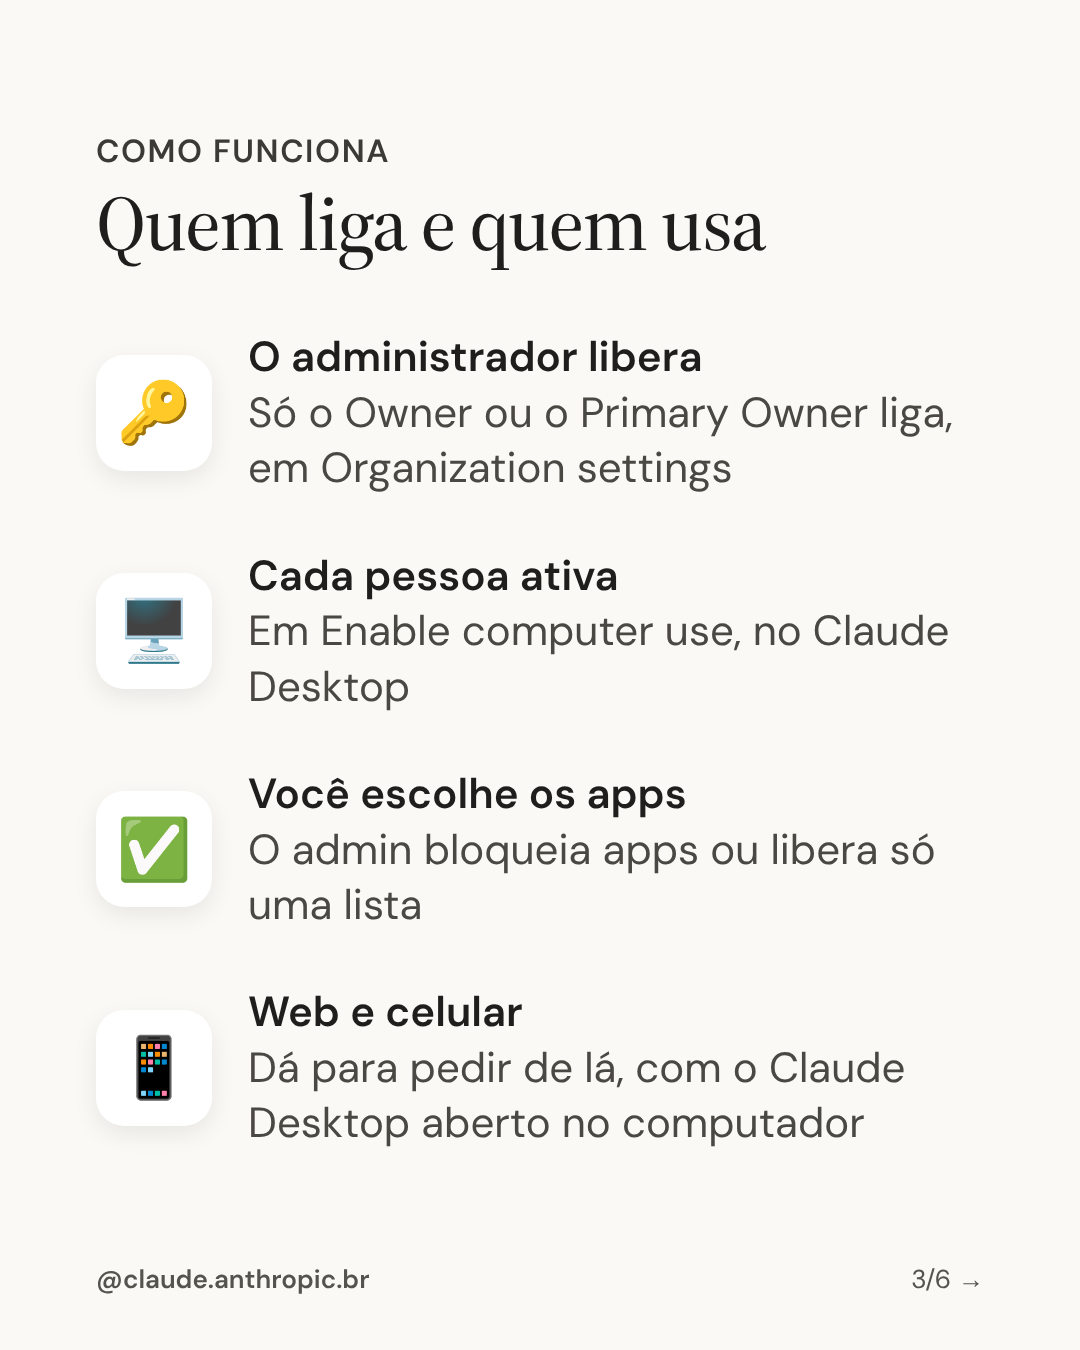 COMO FUNCIONA
Quem liga e quem usa
O administrador libera
Só o Owner ou o Primary Owner liga,
em Organization settings
Cada pessoa ativa
Em Enable computer use, no Claude
Desktop
Você escolhe os apps
O admin bloqueia apps ou libera só
uma lista
Web e celular
Dá para pedir de lá, com o Claude
Desktop aberto no computador
@claude.anthropic.br
3/6 →